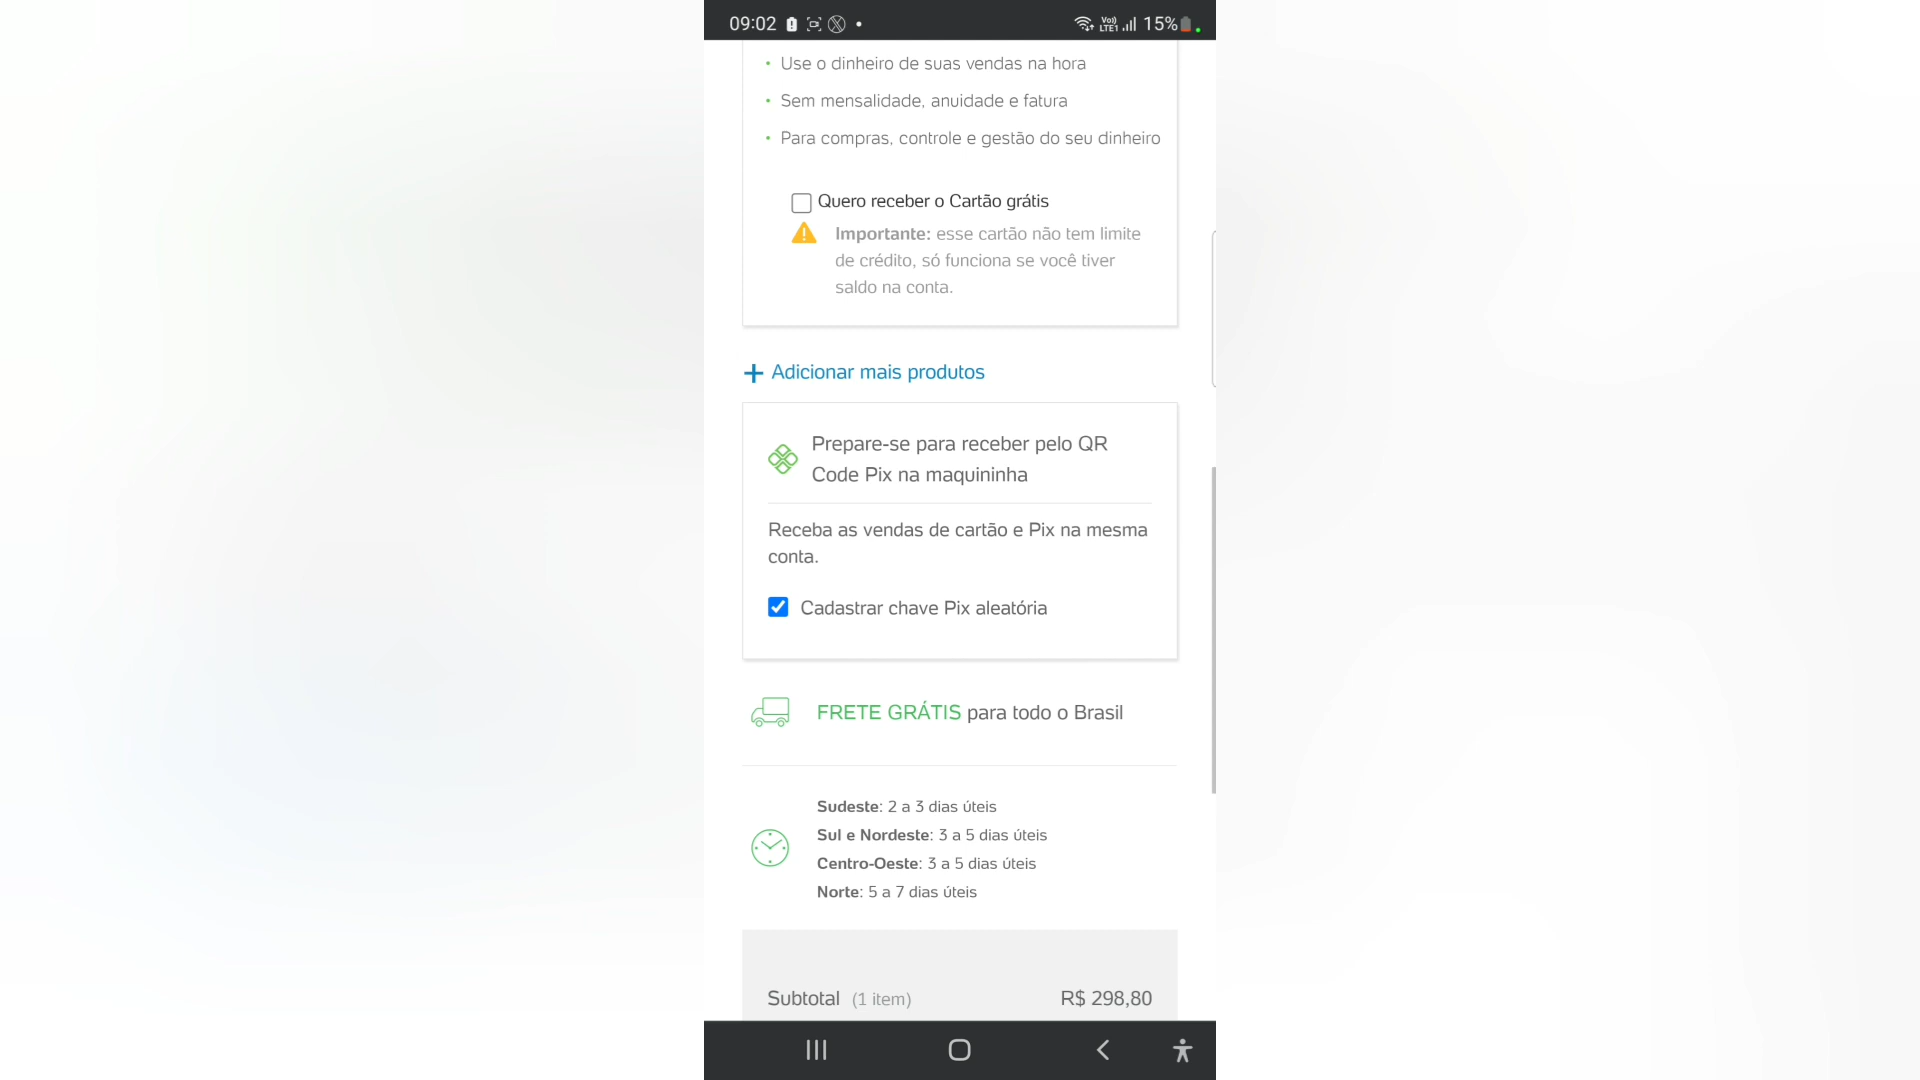 09:02
Vo)) LTE1 15%
• Use o dinheiro de suas vendas na hora
• Sem mensalidade, anuidade e fatura
• Para compras, controle e gestão do seu dinheiro
Quero receber o Cartão grátis
Importante: esse cartão não tem limite
de crédito, só funciona se você tiver
saldo na conta.
+ Adicionar mais produtos
Prepare-se para receber pelo QR
Code Pix na maquininha
Receba as vendas de cartão e Pix na mesma
conta.
Cadastrar chave Pix aleatória
FRETE GRÁTIS para todo o Brasil
Sudeste: 2 a 3 dias úteis
Sul e Nordeste: 3 a 5 dias úteis
Centro-Oeste: 3 a 5 dias úteis
Norte: 5 a 7 dias úteis
Subtotal (1 item) R$ 298,80